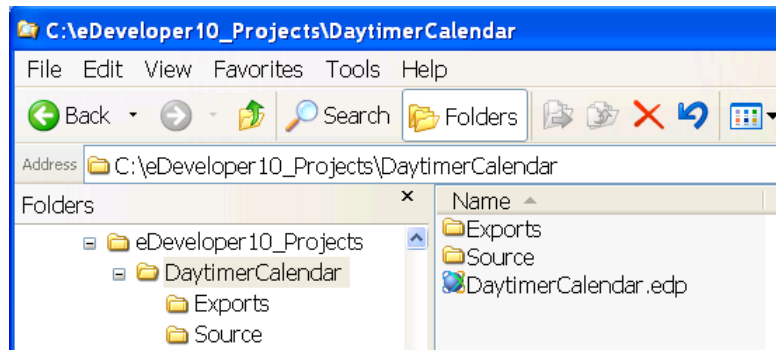 C:\eDeveloper10_Projects\DaytimerCalendar
File Edit View Favorites Tools Help
Back Search Folders
Address C:\eDeveloper10_Projects\DaytimerCalendar
Folders
eDeveloper10_Projects
DaytimerCalendar
Exports
Source
Name
Exports
Source
DaytimerCalendar.edp